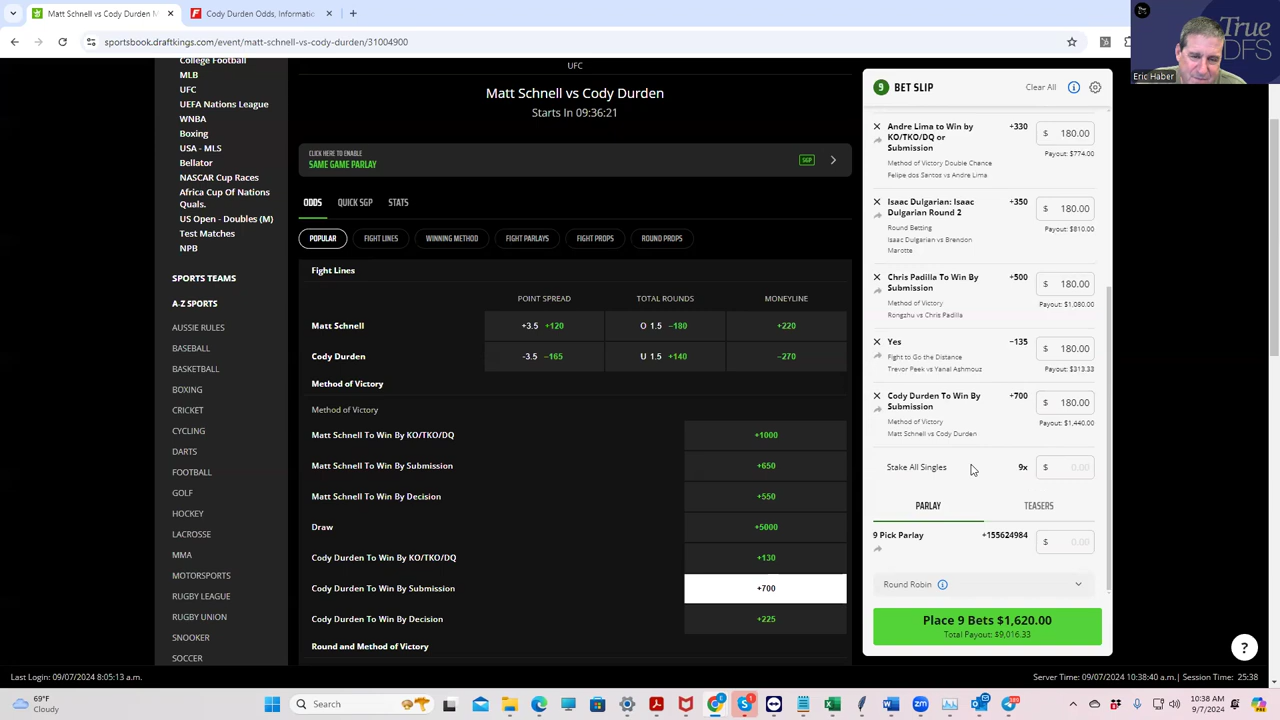 Matt Schnell vs Cody Durden M
Cody Durden Odds, Informatio
sportsbook.draftkings.com/event/matt-schnell-vs-cody-durden/31004900
True
DFS
Eric Haber
College Football
MLB
UFC
UEFA Nations League
WNBA
Boxing
USA - MLS
Bellator
NASCAR Cup Races
Africa Cup Of Nations
Quals.
US Open - Doubles (M)
Test Matches
NPB
SPORTS TEAMS
A-Z SPORTS
AUSSIE RULES
BASEBALL
BASKETBALL
BOXING
CRICKET
CYCLING
DARTS
FOOTBALL
GOLF
HOCKEY
LACROSSE
MMA
MOTORSPORTS
RUGBY LEAGUE
RUGBY UNION
SNOOKER
SOCCER
UFC
Matt Schnell vs Cody Durden
Starts In 09:36:21
CLICK HERE TO ENABLE
SAME GAME PARLAY
SGP
ODDS QUICK SGP STATS
POPULAR FIGHT LINES WINNING METHOD FIGHT PARLAYS FIGHT PROPS ROUND PROPS
Fight Lines
POINT SPREAD TOTAL ROUNDS MONEYLINE
Matt Schnell +3.5 +120 O 1.5 −180 +220
Cody Durden -3.5 −165 U 1.5 +140 −270
Method of Victory
Method of Victory
Matt Schnell To Win By KO/TKO/DQ +1000
Matt Schnell To Win By Submission +650
Matt Schnell To Win By Decision +550
Draw +5000
Cody Durden To Win By KO/TKO/DQ +130
Cody Durden To Win By Submission +700
Cody Durden To Win By Decision +225
Round and Method of Victory
9 BET SLIP Clear All
Andre Lima to Win by +330 $ 180.00
KO/TKO/DQ or
Submission Payout: $774.00
Method of Victory Double Chance
Felipe dos Santos vs Andre Lima
Isaac Dulgarian: Isaac +350 $ 180.00
Dulgarian Round 2
Round Betting Payout: $810.00
Isaac Dulgarian vs Brendon
Marotte
Chris Padilla To Win By +500 $ 180.00
Submission
Method of Victory Payout: $1,080.00
Rongzhu vs Chris Padilla
Yes −135 $ 180.00
Fight to Go the Distance
Trevor Peek vs Yanal Ashmouz Payout: $313.33
Cody Durden To Win By +700 $ 180.00
Submission
Method of Victory Payout: $1,440.00
Matt Schnell vs Cody Durden
Stake All Singles 9x $ 0.00
PARLAY TEASERS
9 Pick Parlay +155624984 $ 0.00
Round Robin
Place 9 Bets $1,620.00
Total Payout: $9,016.33
?
Last Login: 09/07/2024 8:05:13 a.m. Server Time: 09/07/2024 10:38:40 a.m.| Session Time: 25:38
69°F
Cloudy
Search
10:38 AM
9/7/2024